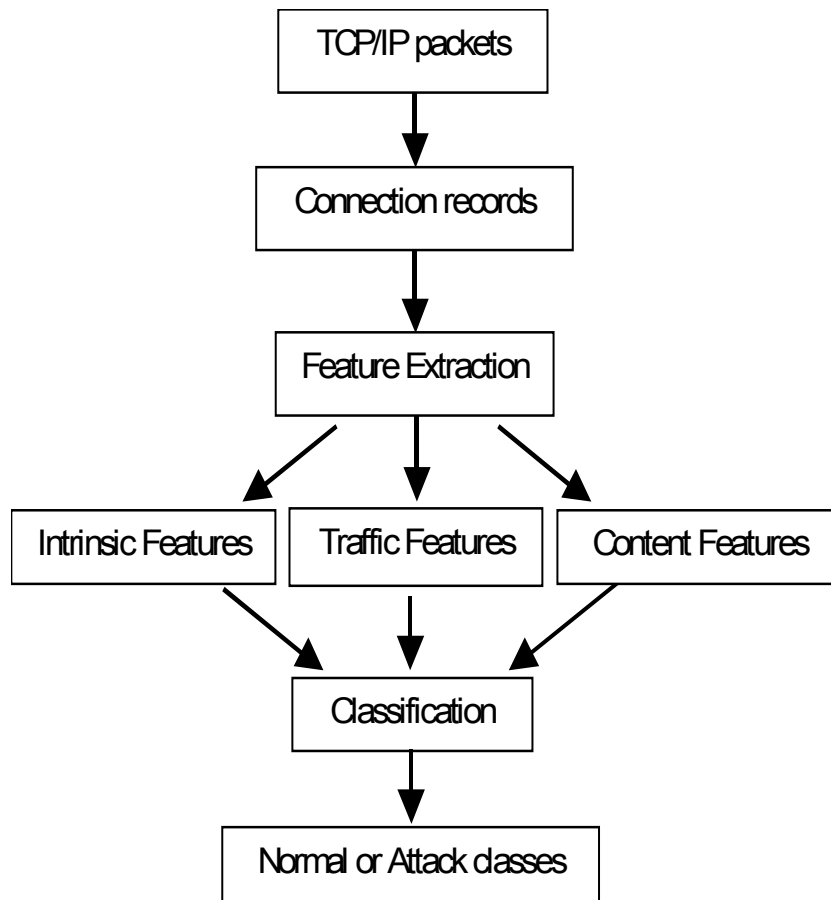 TCP/IP packets
Connection records
Feature Extraction
Intrinsic Features
Traffic Features
Content Features
Classification
Normal or Attack classes